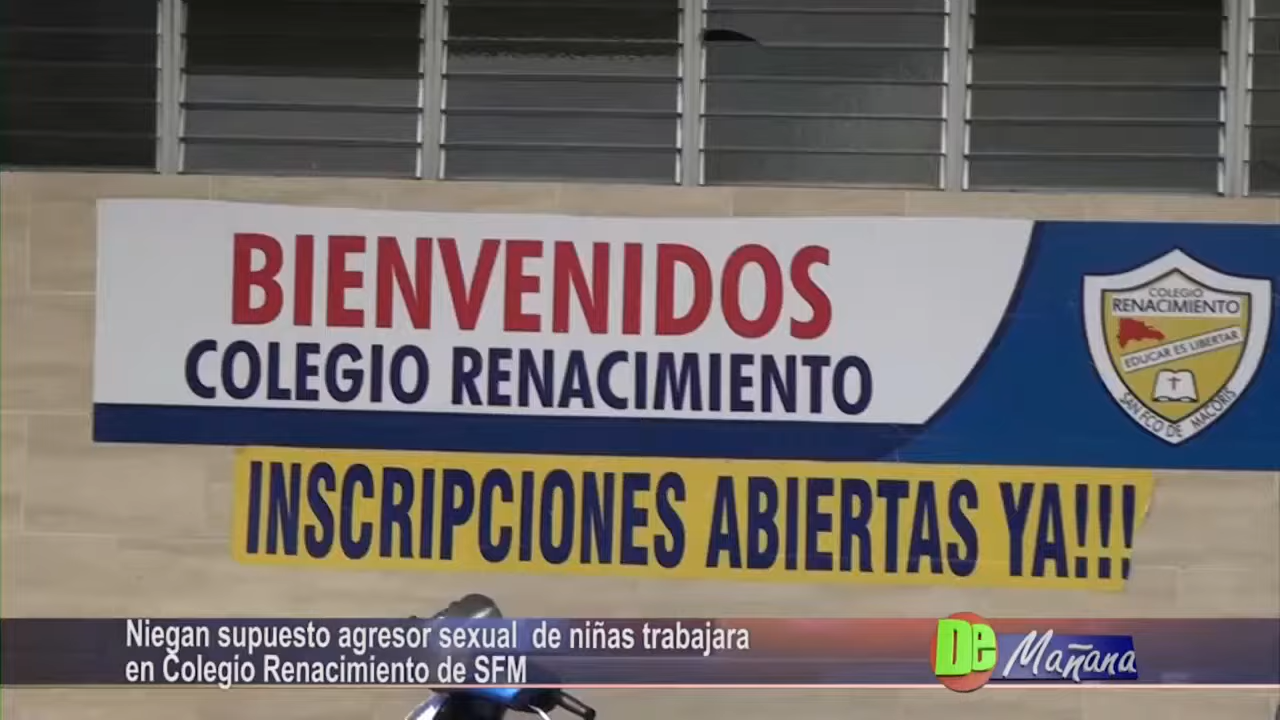 BIENVENIDOS
COLEGIO RENACIMIENTO
COLEGIO
RENACIMIENTO
EDUCAR ES LIBERTAR
SAN FCO DE MACORIS
INSCRIPCIONES ABIERTAS YA!!!
Niegan supuesto agresor sexual de niñas trabajara
en Colegio Renacimiento de SFM
De Mañana